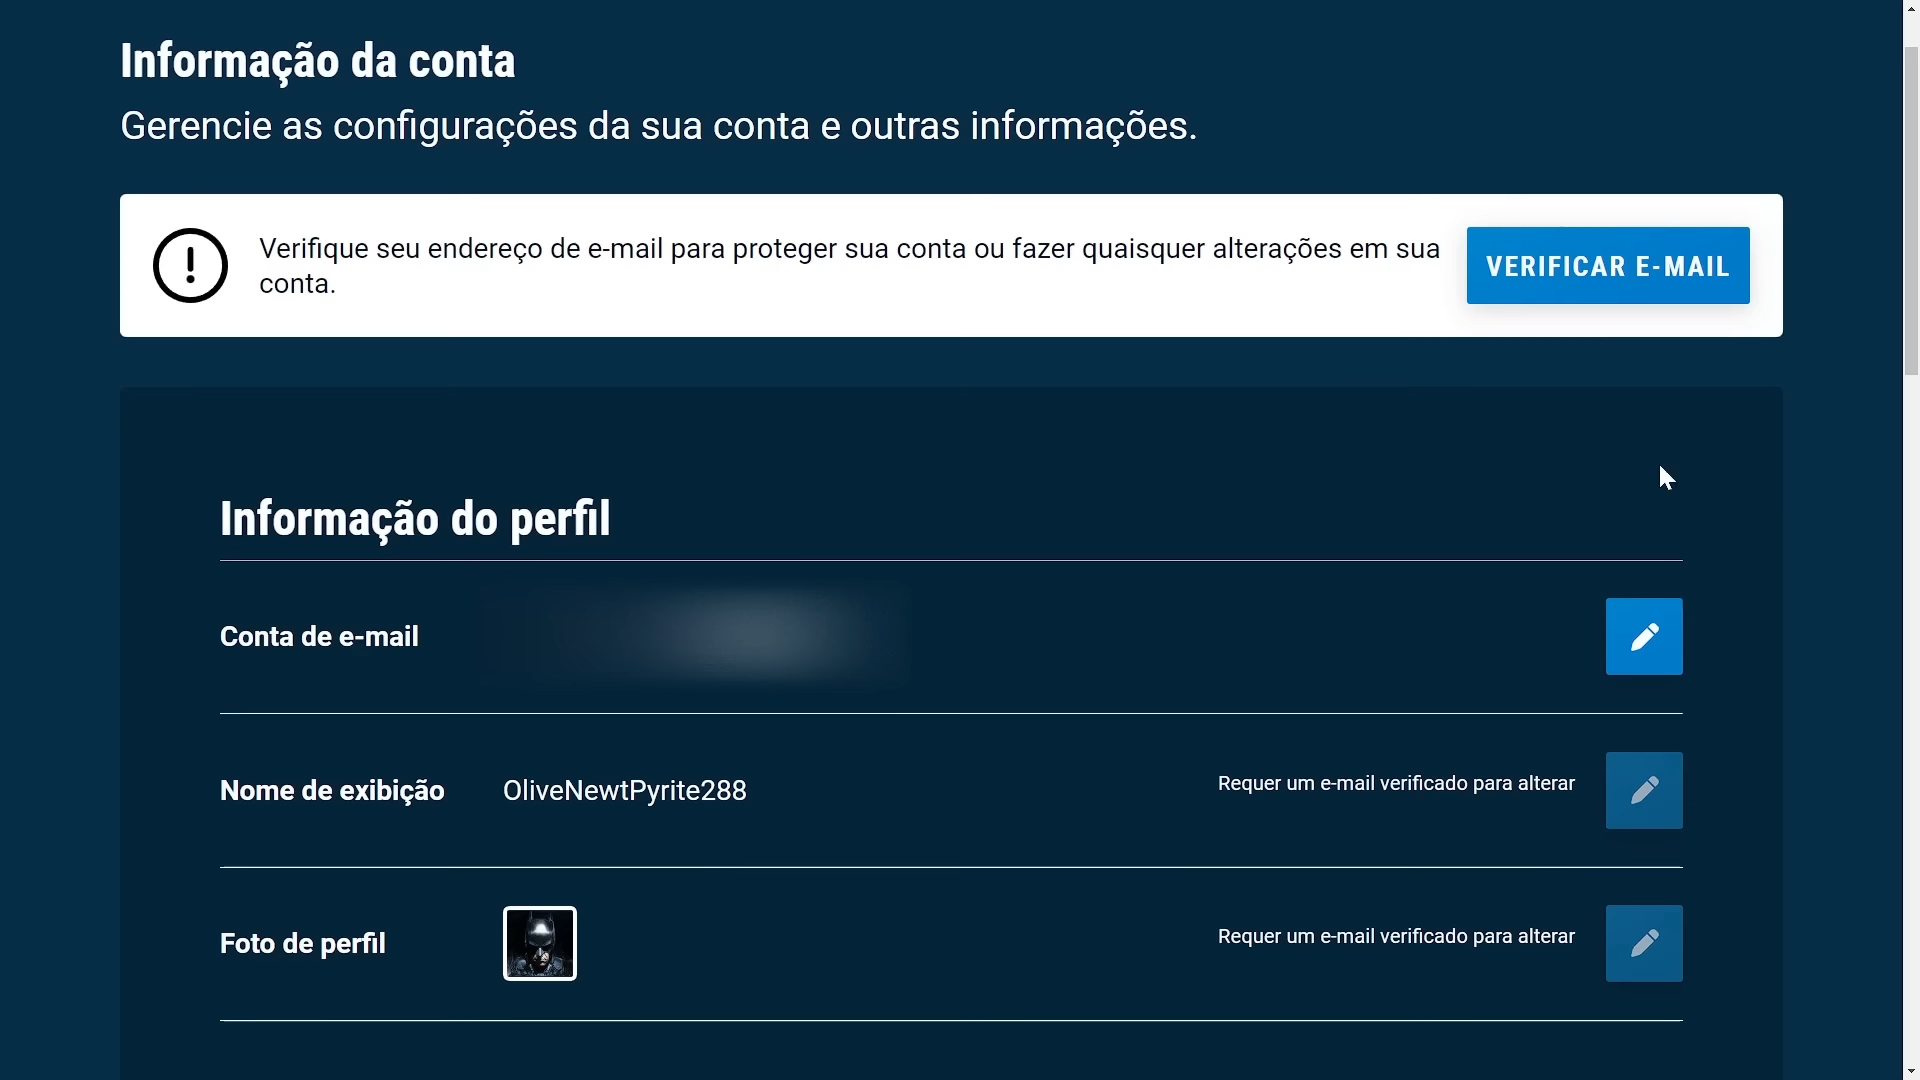 Informação da conta
Gerencie as configurações da sua conta e outras informações.
Verifique seu endereço de e-mail para proteger sua conta ou fazer quaisquer alterações em sua
conta.
VERIFICAR E-MAIL
Informação do perfil
Conta de e-mail
Nome de exibição
OliveNewtPyrite288
Requer um e-mail verificado para alterar
Foto de perfil
Requer um e-mail verificado para alterar